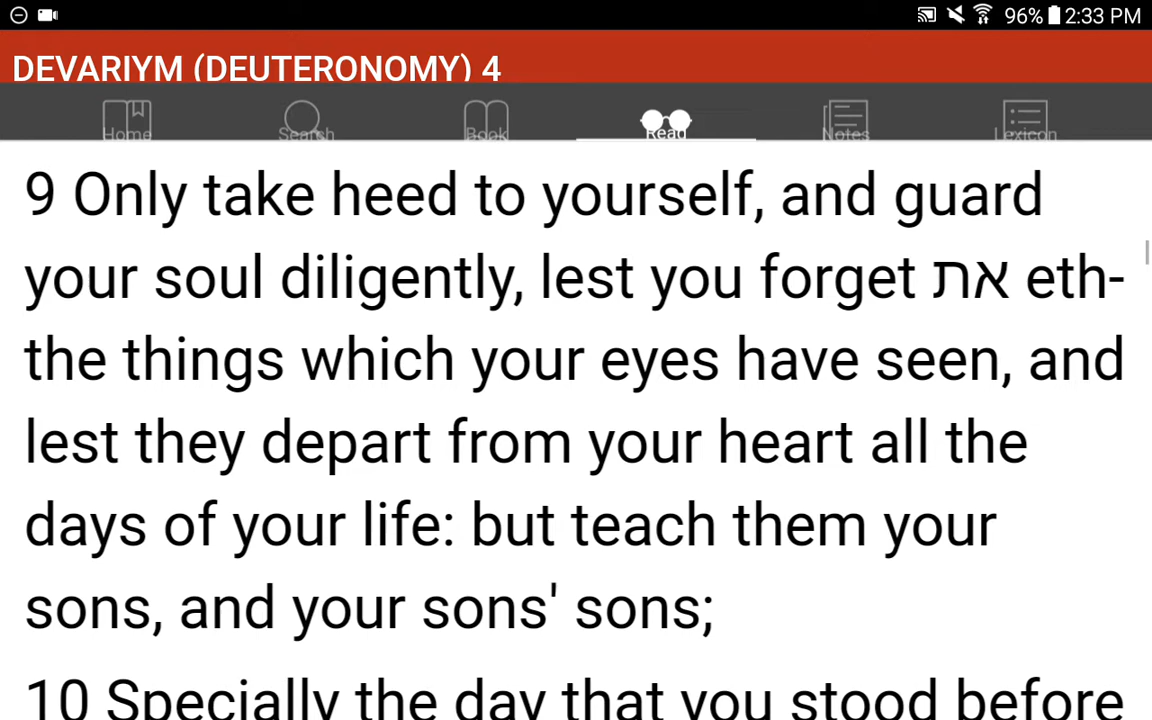 96% 2:33 PM
DEVARIYM (DEUTERONOMY) 4
Home Search Book Read Notes Lexicon
9 Only take heed to yourself, and guard
your soul diligently, lest you forget את eth-
the things which your eyes have seen, and
lest they depart from your heart all the
days of your life: but teach them your
sons, and your sons' sons;
10 Specially the day that you stood before